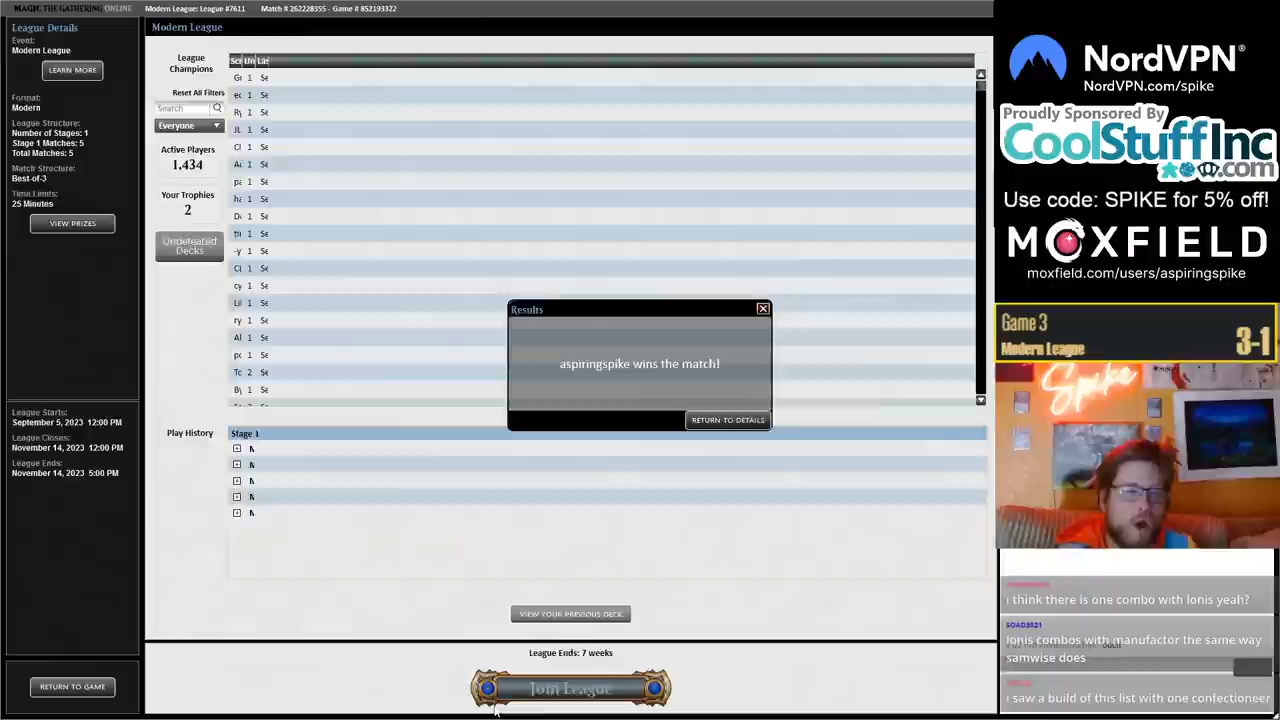 MAGIC THE GATHERING ONLINE
Modern League: League #7611
Match # 262228355 - Game # 852193322
League Details
Event:
Modern League
LEARN MORE
Format:
Modern
League Structure:
Number of Stages: 1
Stage 1 Matches: 5
Total Matches: 5
Match Structure:
Best-of-3
Time Limits:
25 Minutes
VIEW PRIZES
League Starts:
September 5, 2023 12:00 PM
League Closes:
November 14, 2023 12:00 PM
League Ends:
November 14, 2023 5:00 PM
RETURN TO GAME
Modern League
League
Champions
Reset All Filters
Search
Everyone
Active Players
1,434
Your Trophies
2
Undefeated
Decks
Play History
Stage 1
Results
aspiringspike wins the match!
RETURN TO DETAILS
VIEW YOUR PREVIOUS DECK
League Ends: 7 weeks
Join League
NordVPN®
NordVPN.com/spike
Proudly Sponsored By
CoolStuffInc
.com
Use code: SPIKE for 5% off!
MOXFIELD
moxfield.com/users/aspiringspike
Game 3
Modern League
3-1
Spike
i think there is one combo with Ionis yeah?
Ionis combos with manufactor the same way
samwise does
i saw a build of this list with one confectioneer